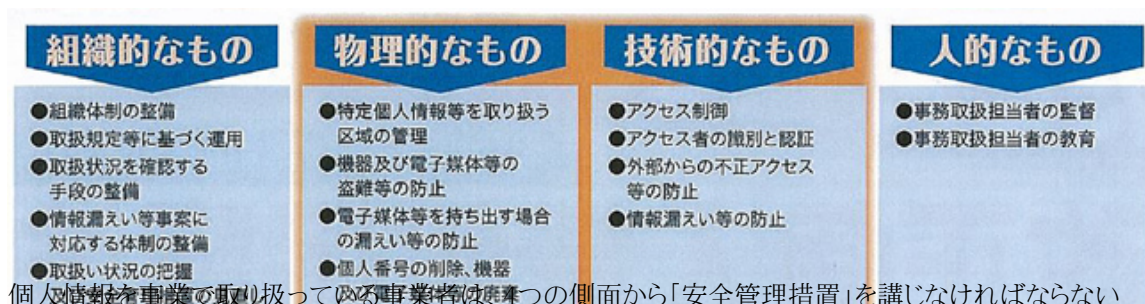 組織的なもの
●組織体制の整備
●取扱規定等に基づく運用
●取扱状況を確認する
手段の整備
●情報漏えい等事案に
対応する体制の整備
●取扱い状況の把握
物理的なもの
●特定個人情報等を取り扱う
区域の管理
●機器及び電子媒体等の
盗難等の防止
●電子媒体等を持ち出す場合
の漏えい等の防止
●個人番号の削除、機器
技術的なもの
●アクセス制御
●アクセス者の識別と認証
●外部からの不正アクセス
等の防止
●情報漏えい等の防止
人的なもの
●事務取扱担当者の監督
●事務取扱担当者の教育
個人情報を事業で取り扱っている事業者は、4つの側面から「安全管理措置」を講じなければならない